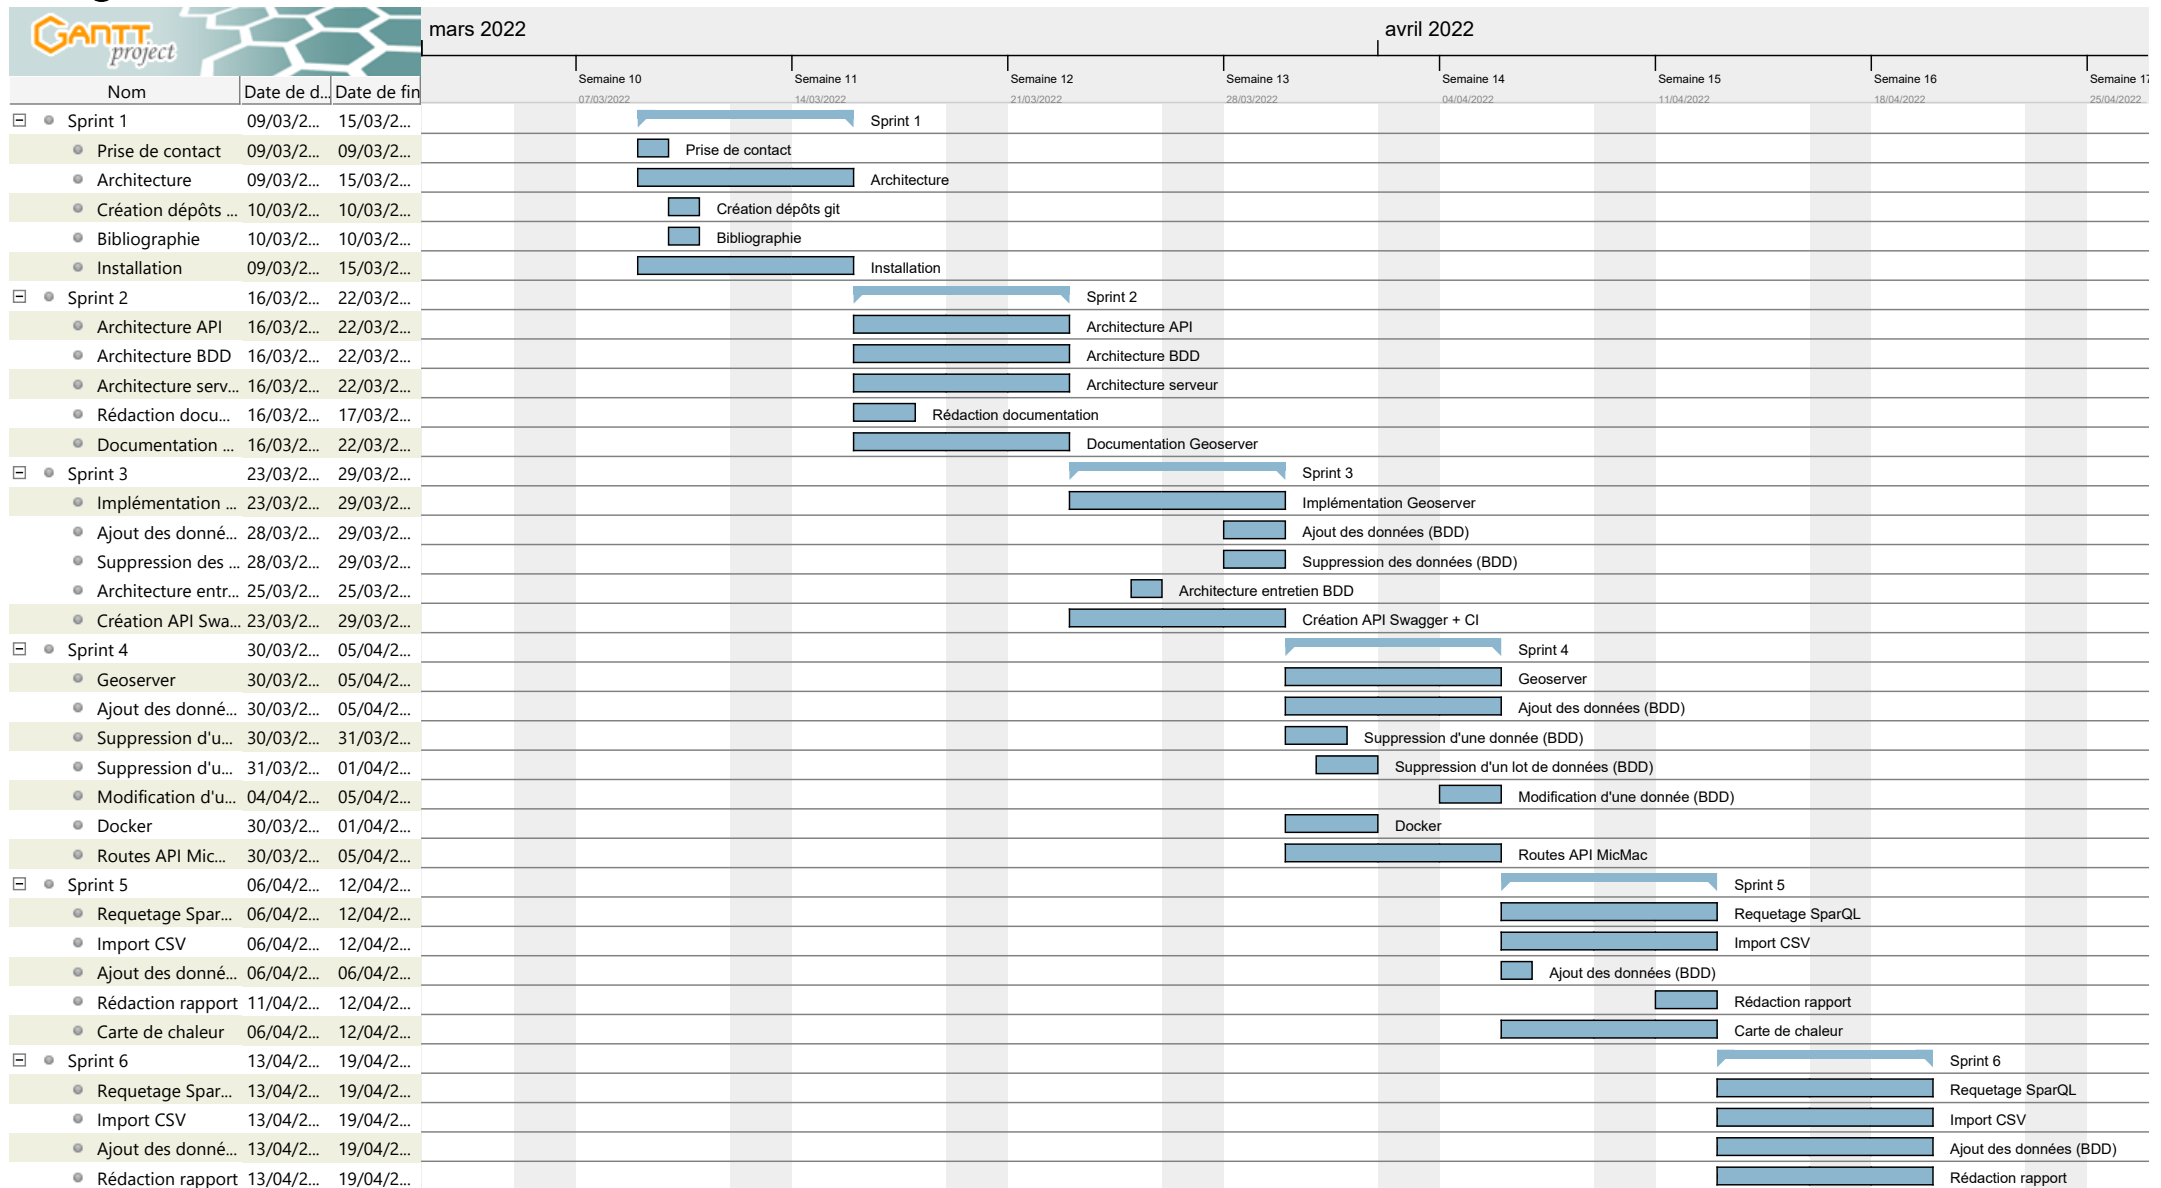 GANTT project
mars 2022
avril 2022
Semaine 10
Semaine 11
Semaine 12
Semaine 13
Semaine 14
Semaine 15
Semaine 16
Semaine 17
07/03/2022
14/03/2022
21/03/2022
28/03/2022
04/04/2022
11/04/2022
18/04/2022
25/04/2022
Nom Date de d... Date de fin
Sprint 1 09/03/2... 15/03/2... Sprint 1
Prise de contact 09/03/2... 09/03/2... Prise de contact
Architecture 09/03/2... 15/03/2... Architecture
Création dépôts ... 10/03/2... 10/03/2... Création dépôts git
Bibliographie 10/03/2... 10/03/2... Bibliographie
Installation 09/03/2... 15/03/2... Installation
Sprint 2 16/03/2... 22/03/2... Sprint 2
Architecture API 16/03/2... 22/03/2... Architecture API
Architecture BDD 16/03/2... 22/03/2... Architecture BDD
Architecture serv... 16/03/2... 22/03/2... Architecture serveur
Rédaction docu... 16/03/2... 17/03/2... Rédaction documentation
Documentation ... 16/03/2... 22/03/2... Documentation Geoserver
Sprint 3 23/03/2... 29/03/2... Sprint 3
Implémentation ... 23/03/2... 29/03/2... Implémentation Geoserver
Ajout des donné... 28/03/2... 29/03/2... Ajout des données (BDD)
Suppression des ... 28/03/2... 29/03/2... Suppression des données (BDD)
Architecture entr... 25/03/2... 25/03/2... Architecture entretien BDD
Création API Swa... 23/03/2... 29/03/2... Création API Swagger + CI
Sprint 4 30/03/2... 05/04/2... Sprint 4
Geoserver 30/03/2... 05/04/2... Geoserver
Ajout des donné... 30/03/2... 05/04/2... Ajout des données (BDD)
Suppression d'u... 30/03/2... 31/03/2... Suppression d'une donnée (BDD)
Suppression d'u... 31/03/2... 01/04/2... Suppression d'un lot de données (BDD)
Modification d'u... 04/04/2... 05/04/2... Modification d'une donnée (BDD)
Docker 30/03/2... 01/04/2... Docker
Routes API Mic... 30/03/2... 05/04/2... Routes API MicMac
Sprint 5 06/04/2... 12/04/2... Sprint 5
Requetage Spar... 06/04/2... 12/04/2... Requetage SparQL
Import CSV 06/04/2... 12/04/2... Import CSV
Ajout des donné... 06/04/2... 06/04/2... Ajout des données (BDD)
Rédaction rapport 11/04/2... 12/04/2... Rédaction rapport
Carte de chaleur 06/04/2... 12/04/2... Carte de chaleur
Sprint 6 13/04/2... 19/04/2... Sprint 6
Requetage Spar... 13/04/2... 19/04/2... Requetage SparQL
Import CSV 13/04/2... 19/04/2... Import CSV
Ajout des donné... 13/04/2... 19/04/2... Ajout des données (BDD)
Rédaction rapport 13/04/2... 19/04/2... Rédaction rapport